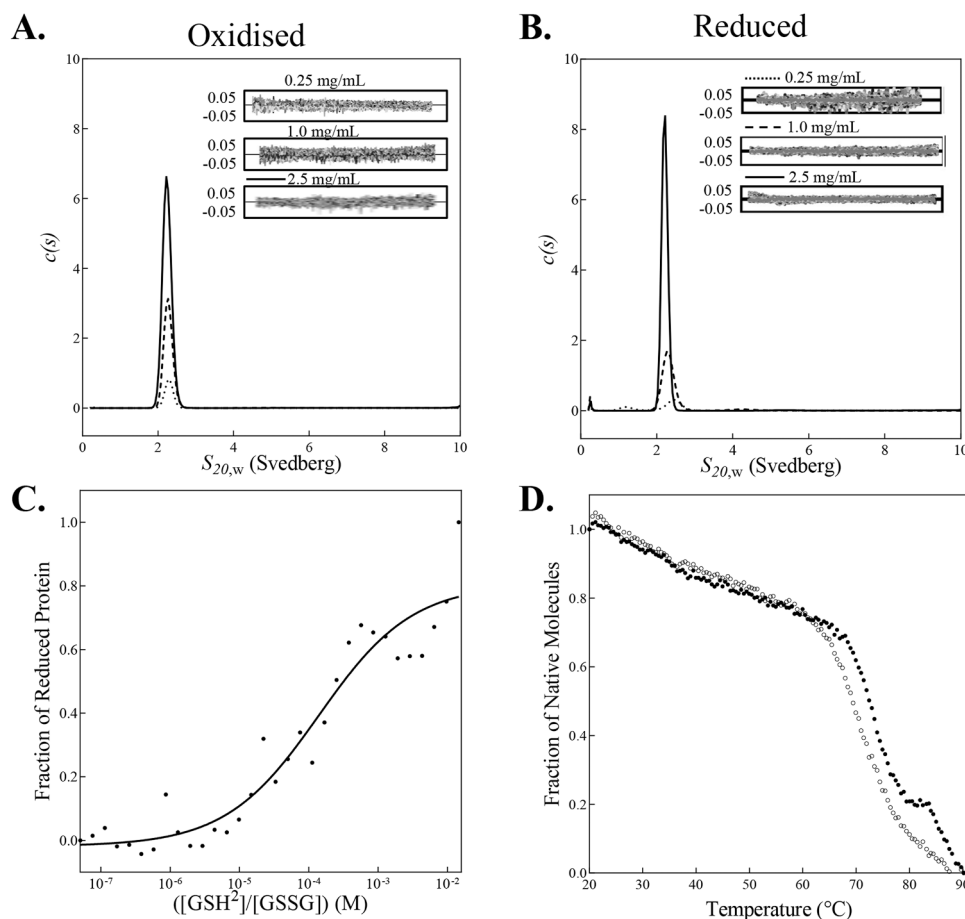 A.
Oxidised
10
8
6
4
2
0
c(s)
0.25 mg/mL
0.05
-0.05
1.0 mg/mL
0.05
-0.05
2.5 mg/mL
0.05
-0.05
0 2 4 6 8 10
S20,w (Svedberg)
B.
Reduced
10
8
6
4
2
0
c(s)
0.25 mg/mL
0.05
-0.05
1.0 mg/mL
0.05
-0.05
2.5 mg/mL
0.05
-0.05
0 2 4 6 8 10
S20,w (Svedberg)
C.
1.0
0.8
0.6
0.4
0.2
0.0
Fraction of Reduced Protein
10-7 10-6 10-5 10-4 10-3 10-2
([GSH2]/[GSSG]) (M)
D.
1.0
0.8
0.6
0.4
0.2
0.0
Fraction of Native Molecules
20 30 40 50 60 70 80 90
Temperature (°C)